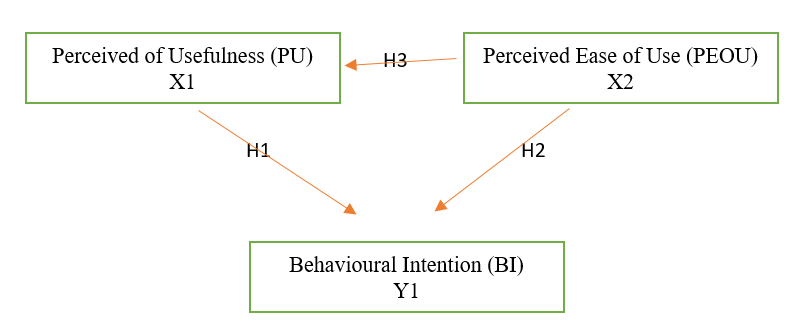 Perceived of Usefulness (PU)
X1
H3
Perceived Ease of Use (PEOU)
X2
H1
H2
Behavioural Intention (BI)
Y1